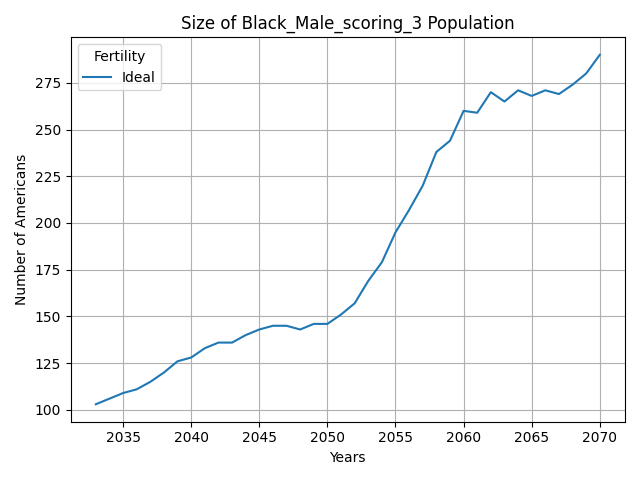 Size of Black_Male_scoring_3 Population
Fertility
Ideal
Number of Americans
275
250
225
200
175
150
125
100
2035 2040 2045 2050 2055 2060 2065 2070
Years